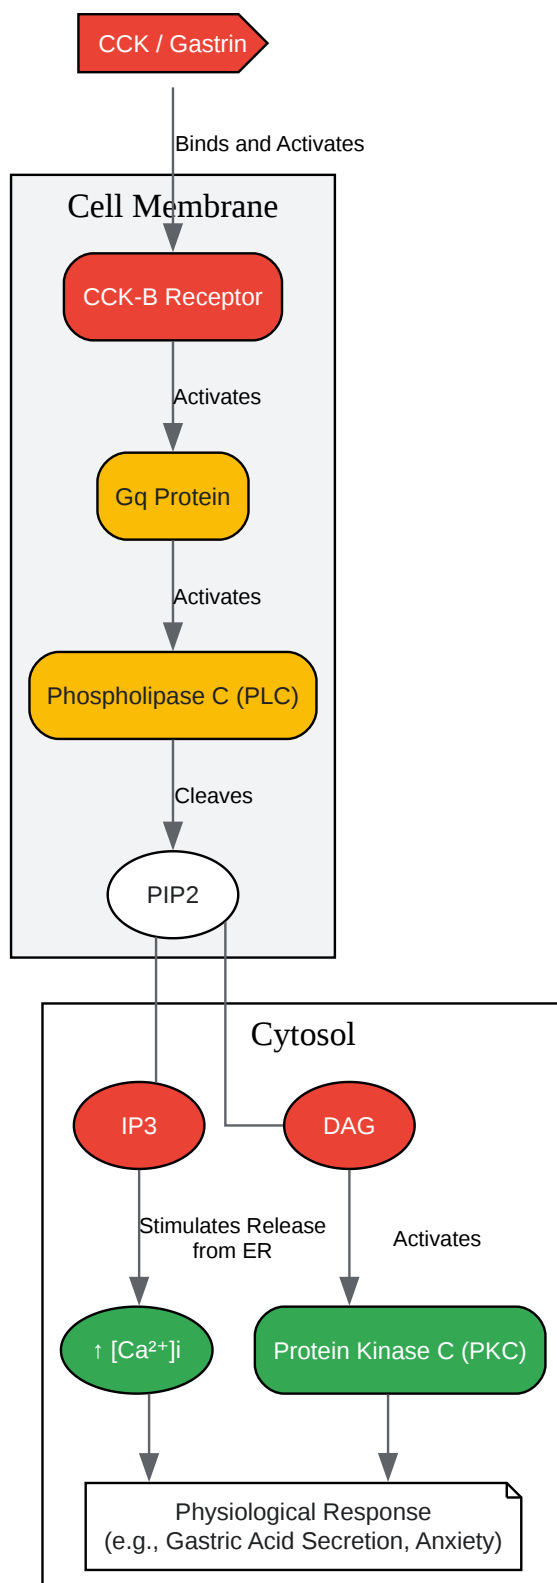 CCK / Gastrin
Binds and Activates
Cell Membrane
CCK-B Receptor
Activates
Gq Protein
Activates
Phospholipase C (PLC)
Cleaves
PIP2
Cytosol
IP3
DAG
Stimulates Release
from ER
Activates
↑ [Ca²⁺]i
Protein Kinase C (PKC)
Physiological Response
(e.g., Gastric Acid Secretion, Anxiety)